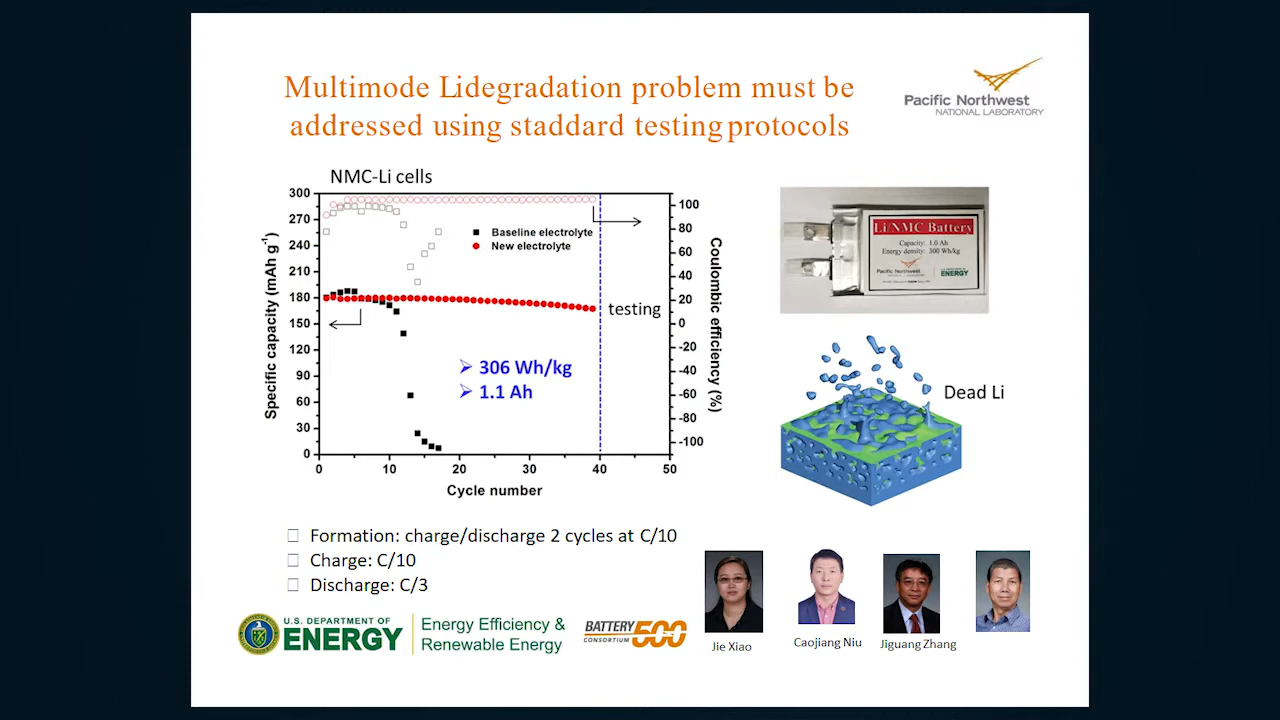 Multimode Lidegradation problem must be
addressed using staddard testing protocols
Pacific Northwest
NATIONAL LABORATORY
NMC-Li cells
300
270
240
210
180
150
120
90
60
30
0
Specific capacity (mAh g-1)
0
10
20
30
40
50
Cycle number
100
80
60
40
20
0
-20
-40
-60
-80
-100
Coulombic efficiency (%)
Baseline electrolyte
New electrolyte
testing
306 Wh/kg
1.1 Ah
Li/NMC Battery
Capacity: 1.0 Ah
Energy density: 300 Wh/kg
Pacific Northwest
ENERGY
Dead Li
Formation: charge/discharge 2 cycles at C/10
Charge: C/10
Discharge: C/3
U.S. DEPARTMENT OF
ENERGY
Energy Efficiency &
Renewable Energy
BATTERY
CONSORTIUM
500
Jie Xiao
Caojiang Niu
Jiguang Zhang